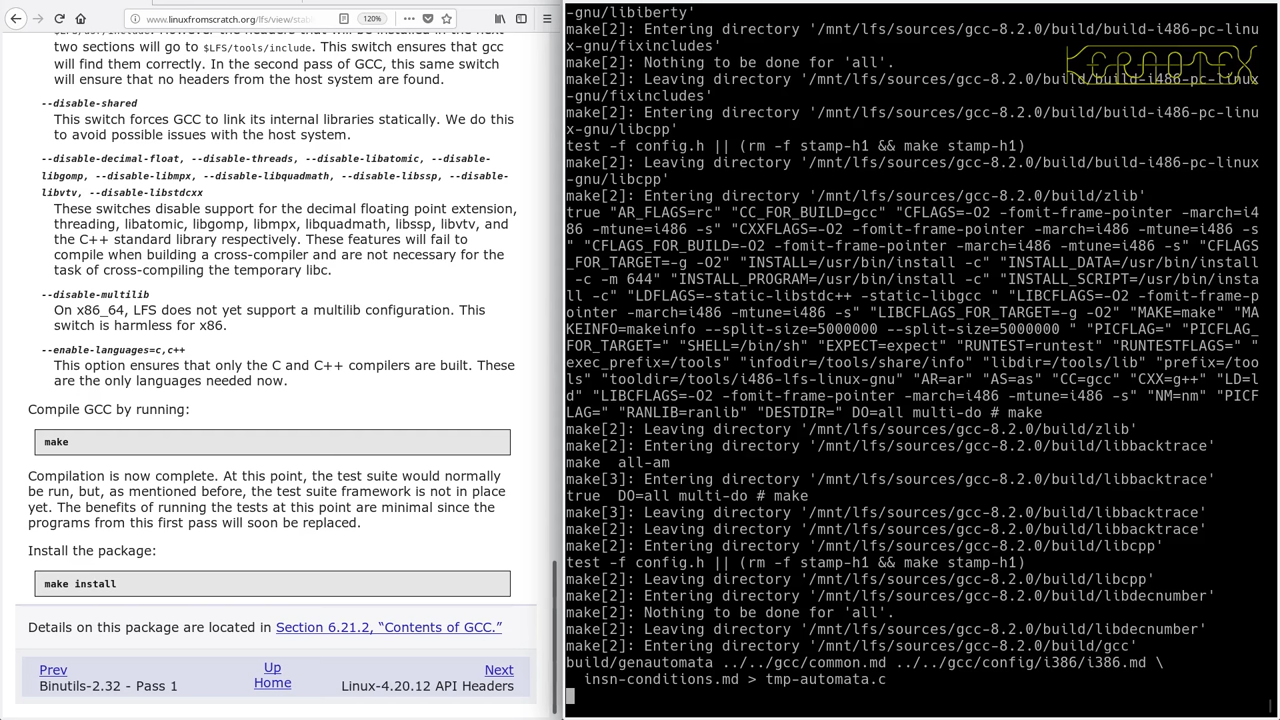 www.linuxfromscratch.org/lfs/view/stab
120%
two sections will go to $LFS/tools/include. This switch ensures that gcc
will find them correctly. In the second pass of GCC, this same switch
will ensure that no headers from the host system are found.
--disable-shared
This switch forces GCC to link its internal libraries statically. We do this
to avoid possible issues with the host system.
--disable-decimal-float, --disable-threads, --disable-libatomic, --disable-
libgomp, --disable-libmpx, --disable-libquadmath, --disable-libssp, --disable-
libvtv, --disable-libstdcxx
These switches disable support for the decimal floating point extension,
threading, libatomic, libgomp, libmpx, libquadmath, libssp, libvtv, and
the C++ standard library respectively. These features will fail to
compile when building a cross-compiler and are not necessary for the
task of cross-compiling the temporary libc.
--disable-multilib
On x86_64, LFS does not yet support a multilib configuration. This
switch is harmless for x86.
--enable-languages=c,c++
This option ensures that only the C and C++ compilers are built. These
are the only languages needed now.
Compile GCC by running:
make
Compilation is now complete. At this point, the test suite would normally
be run, but, as mentioned before, the test suite framework is not in place
yet. The benefits of running the tests at this point are minimal since the
programs from this first pass will soon be replaced.
Install the package:
make install
Details on this package are located in Section 6.21.2, “Contents of GCC.”
Prev
Up
Next
Binutils-2.32 - Pass 1
Home
Linux-4.20.12 API Headers
-gnu/libiberty'
make[2]: Entering directory '/mnt/lfs/sources/gcc-8.2.0/build/build-i486-pc-linu
x-gnu/fixincludes'
make[2]: Nothing to be done for 'all'.
make[2]: Leaving directory '/mnt/lfs/sources/gcc-8.2.0/build/build-i486-pc-linux
-gnu/fixincludes'
make[2]: Entering directory '/mnt/lfs/sources/gcc-8.2.0/build/build-i486-pc-linu
x-gnu/libcpp'
test -f config.h || (rm -f stamp-h1 && make stamp-h1)
make[2]: Leaving directory '/mnt/lfs/sources/gcc-8.2.0/build/build-i486-pc-linux
-gnu/libcpp'
make[2]: Entering directory '/mnt/lfs/sources/gcc-8.2.0/build/zlib'
true "AR_FLAGS=rc" "CC_FOR_BUILD=gcc" "CFLAGS=-O2 -fomit-frame-pointer -march=i4
86 -mtune=i486 -s" "CXXFLAGS=-O2 -fomit-frame-pointer -march=i486 -mtune=i486 -s
" "CFLAGS_FOR_BUILD=-O2 -fomit-frame-pointer -march=i486 -mtune=i486 -s" "CFLAGS
_FOR_TARGET=-g -O2" "INSTALL=/usr/bin/install -c" "INSTALL_DATA=/usr/bin/install
 -c -m 644" "INSTALL_PROGRAM=/usr/bin/install -c" "INSTALL_SCRIPT=/usr/bin/insta
ll -c" "LDFLAGS=-static-libstdc++ -static-libgcc " "LIBCFLAGS=-O2 -fomit-frame-p
ointer -march=i486 -mtune=i486 -s" "LIBCFLAGS_FOR_TARGET=-g -O2" "MAKE=make" "MA
KEINFO=makeinfo --split-size=5000000 --split-size=5000000 " "PICFLAG=" "PICFLAG_
FOR_TARGET=" "SHELL=/bin/sh" "EXPECT=expect" "RUNTEST=runtest" "RUNTESTFLAGS=" "
exec_prefix=/tools" "infodir=/tools/share/info" "libdir=/tools/lib" "prefix=/too
ls" "tooldir=/tools/i486-lfs-linux-gnu" "AR=ar" "AS=as" "CC=gcc" "CXX=g++" "LD=l
d" "LIBCFLAGS=-O2 -fomit-frame-pointer -march=i486 -mtune=i486 -s" "NM=nm" "PICF
LAG=" "RANLIB=ranlib" "DESTDIR=" DO=all multi-do # make
make[2]: Leaving directory '/mnt/lfs/sources/gcc-8.2.0/build/zlib'
make[2]: Entering directory '/mnt/lfs/sources/gcc-8.2.0/build/libbacktrace'
make  all-am
make[3]: Entering directory '/mnt/lfs/sources/gcc-8.2.0/build/libbacktrace'
true  DO=all multi-do # make
make[3]: Leaving directory '/mnt/lfs/sources/gcc-8.2.0/build/libbacktrace'
make[2]: Leaving directory '/mnt/lfs/sources/gcc-8.2.0/build/libbacktrace'
make[2]: Entering directory '/mnt/lfs/sources/gcc-8.2.0/build/libcpp'
test -f config.h || (rm -f stamp-h1 && make stamp-h1)
make[2]: Leaving directory '/mnt/lfs/sources/gcc-8.2.0/build/libcpp'
make[2]: Entering directory '/mnt/lfs/sources/gcc-8.2.0/build/libdecnumber'
make[2]: Nothing to be done for 'all'.
make[2]: Leaving directory '/mnt/lfs/sources/gcc-8.2.0/build/libdecnumber'
make[2]: Entering directory '/mnt/lfs/sources/gcc-8.2.0/build/gcc'
build/genautomata ../../gcc/common.md ../../gcc/config/i386/i386.md \
  insn-conditions.md > tmp-automata.c